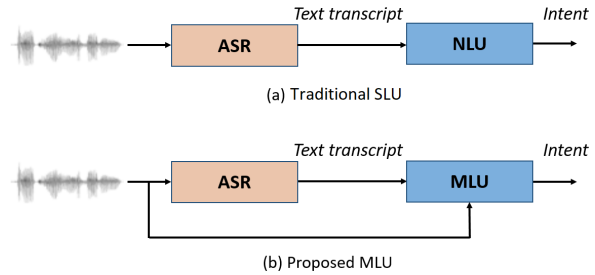 Text transcript Intent
ASR NLU
(a) Traditional SLU
Text transcript Intent
ASR MLU
(b) Proposed MLU